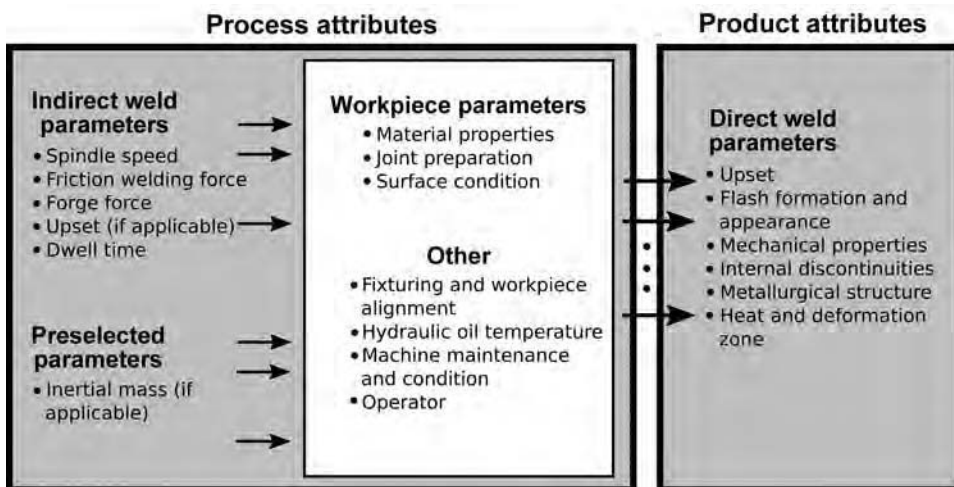 Process attributes
Product attributes
Indirect weld
parameters
• Spindle speed
• Friction welding force
• Forge force
• Upset (if applicable)
• Dwell time
Preselected
parameters
• Inertial mass (if
applicable)
Workpiece parameters
• Material properties
• Joint preparation
• Surface condition
Other
• Fixturing and workpiece
alignment
• Hydraulic oil temperature
• Machine maintenance
and condition
• Operator
Direct weld
parameters
• Upset
• Flash formation and
appearance
• Mechanical properties
• Internal discontinuities
• Metallurgical structure
• Heat and deformation
zone